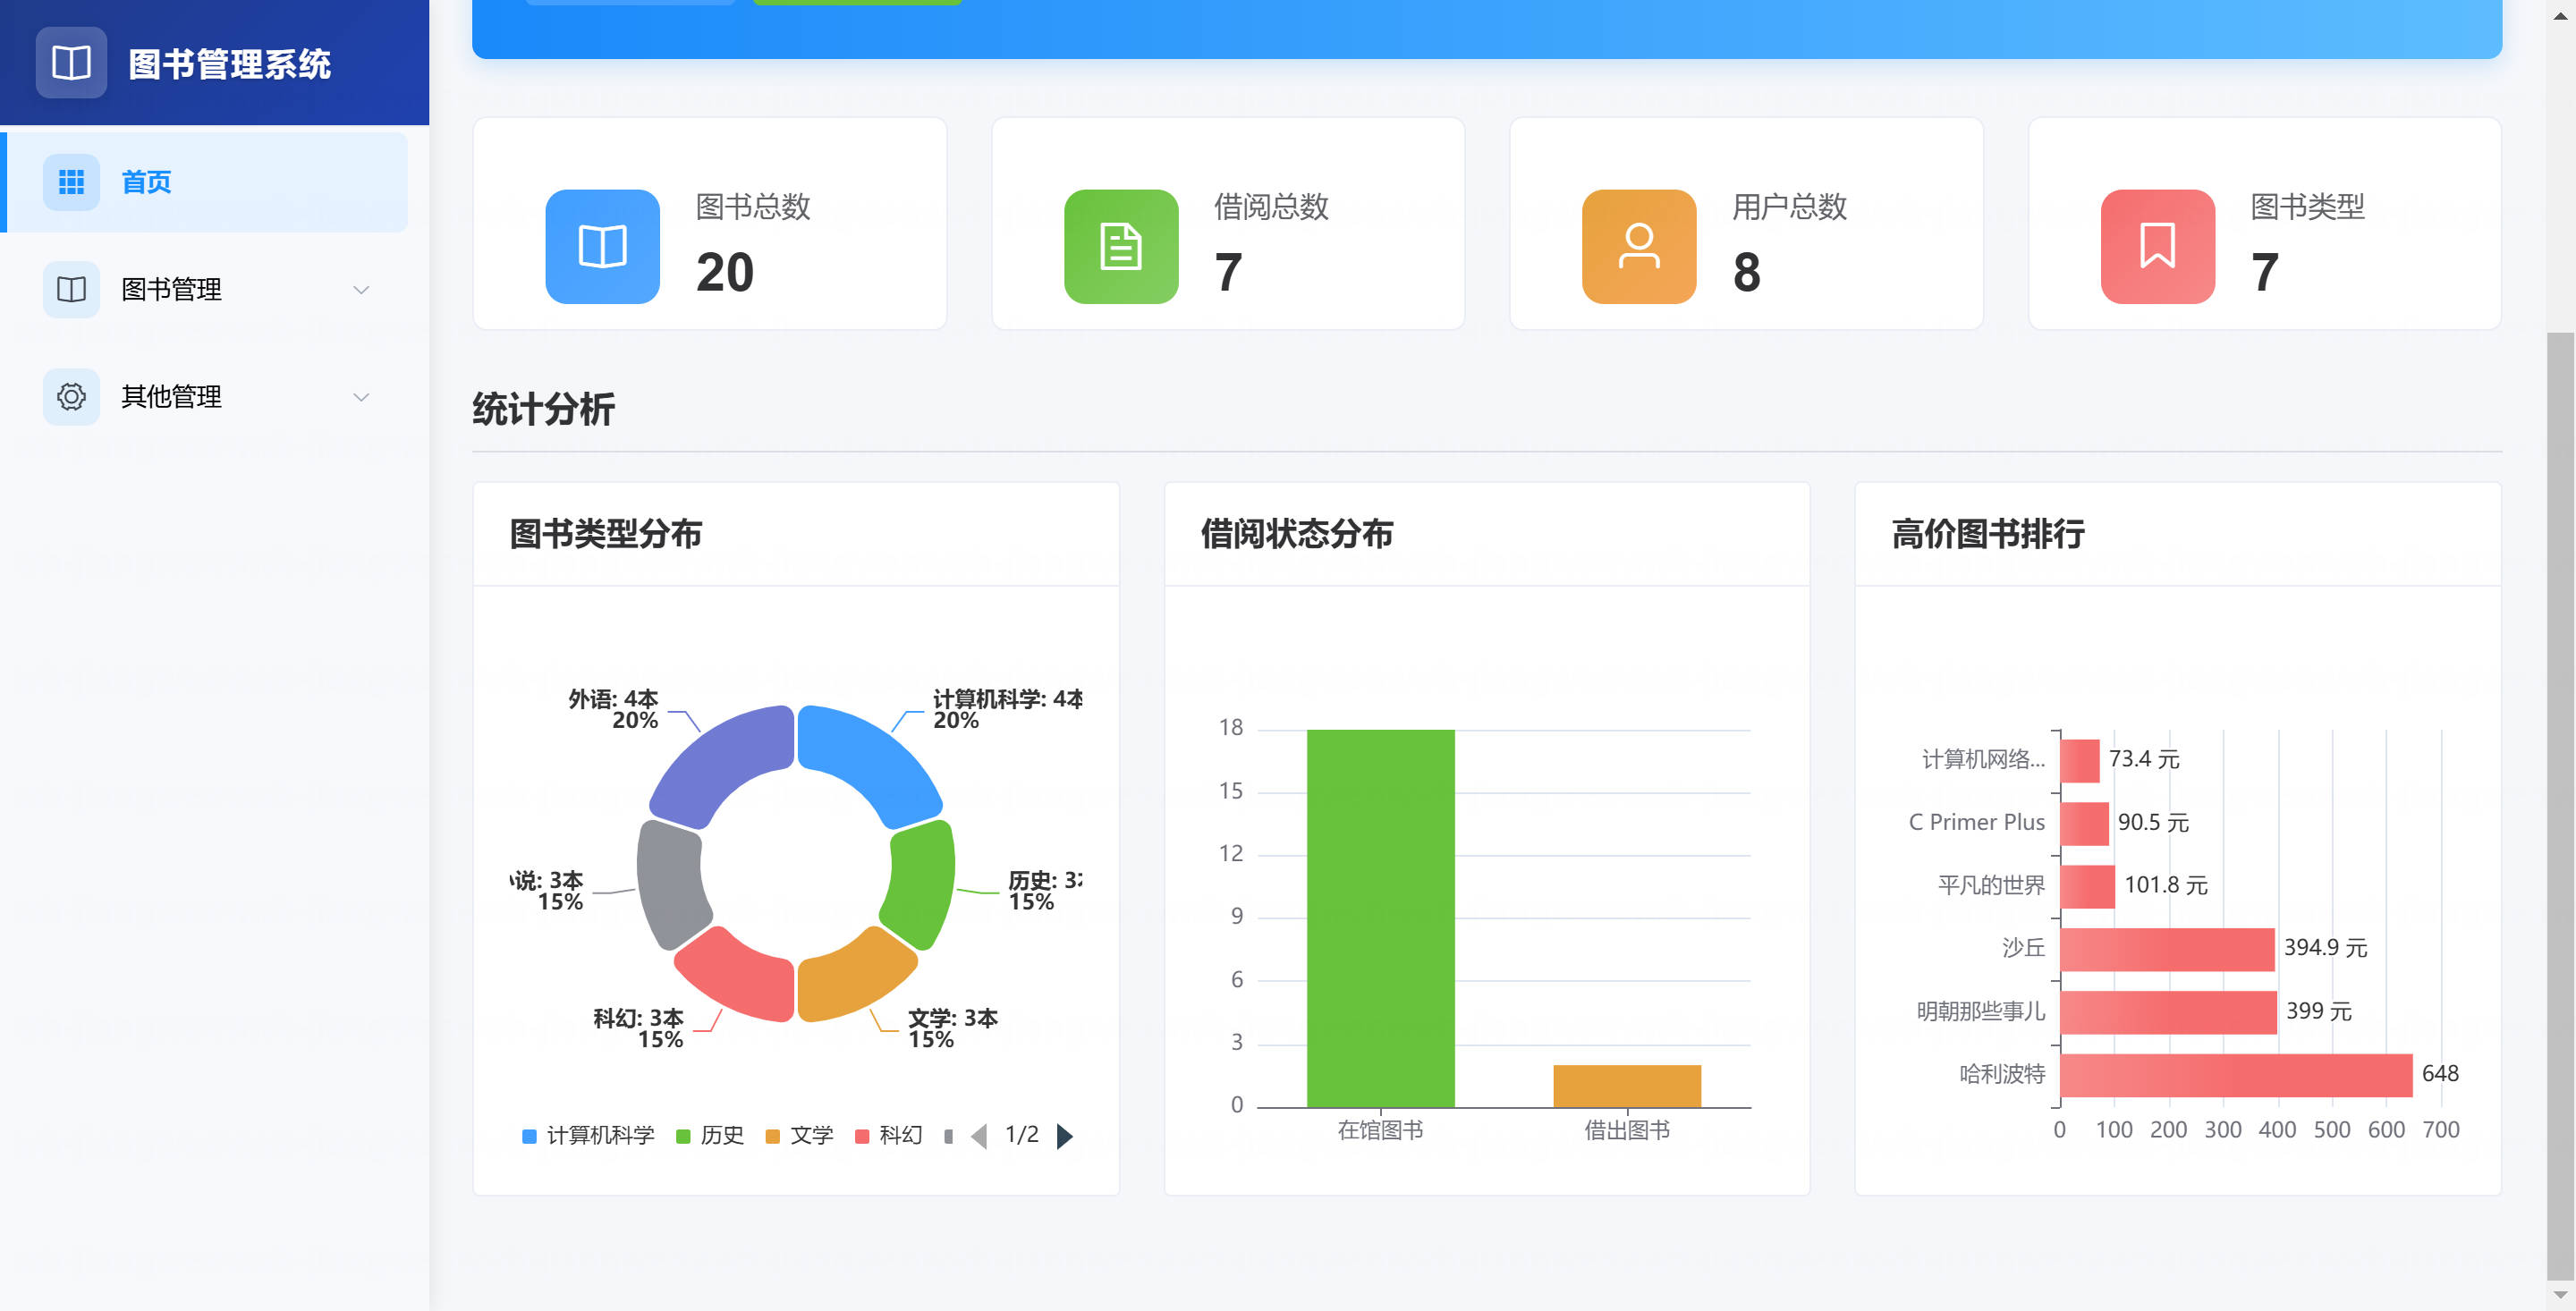 图书管理系统
首页
图书管理
其他管理
图书总数
20
借阅总数
7
用户总数
8
图书类型
7
统计分析
图书类型分布
外语: 4本
20%
计算机科学: 4本
20%
说: 3本
15%
历史: 3
15%
科幻: 3本
15%
文学: 3本
15%
计算机科学 历史 文学 科幻 1/2
借阅状态分布
18
15
12
9
6
3
0
在馆图书 借出图书
高价图书排行
计算机网络... 73.4 元
C Primer Plus 90.5 元
平凡的世界 101.8 元
沙丘 394.9 元
明朝那些事儿 399 元
哈利波特 648
0 100 200 300 400 500 600 700